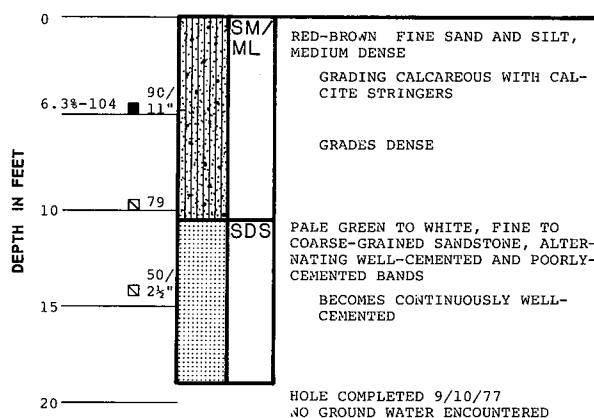 0
SM/
ML
RED-BROWN FINE SAND AND SILT,
MEDIUM DENSE
GRADING CALCAREOUS WITH CAL-
CITE STRINGERS
6.3%-104
90/
11"
GRADES DENSE
DEPTH IN FEET
79
10
SDS
PALE GREEN TO WHITE, FINE TO
COARSE-GRAINED SANDSTONE, ALTER-
NATING WELL-CEMENTED AND POORLY-
CEMENTED BANDS
50/
2½"
BECOMES CONTINUOUSLY WELL-
CEMENTED
15
20
HOLE COMPLETED 9/10/77
NO GROUND WATER ENCOUNTERED